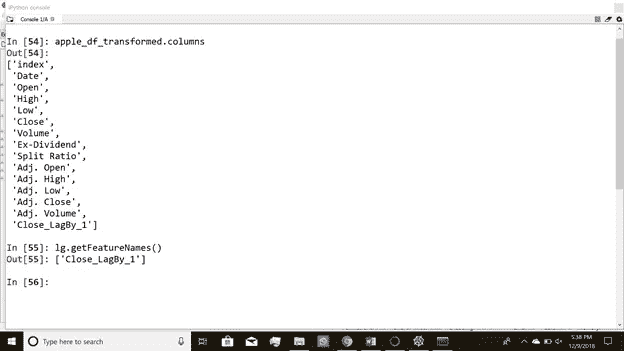 IPython console
Console 1/A
In [54]: apple_df_transformed.columns
Out[54]:
['index',
'Date',
'Open',
'High',
'Low',
'Close',
'Volume',
'Ex-Dividend',
'Split Ratio',
'Adj. Open',
'Adj. High',
'Adj. Low',
'Adj. Close',
'Adj. Volume',
'Close_LagBy_1']
In [55]: lg.getFeatureNames()
Out[55]: ['Close_LagBy_1']
In [56]:
Type here to search
5:38 PM
12/9/2018